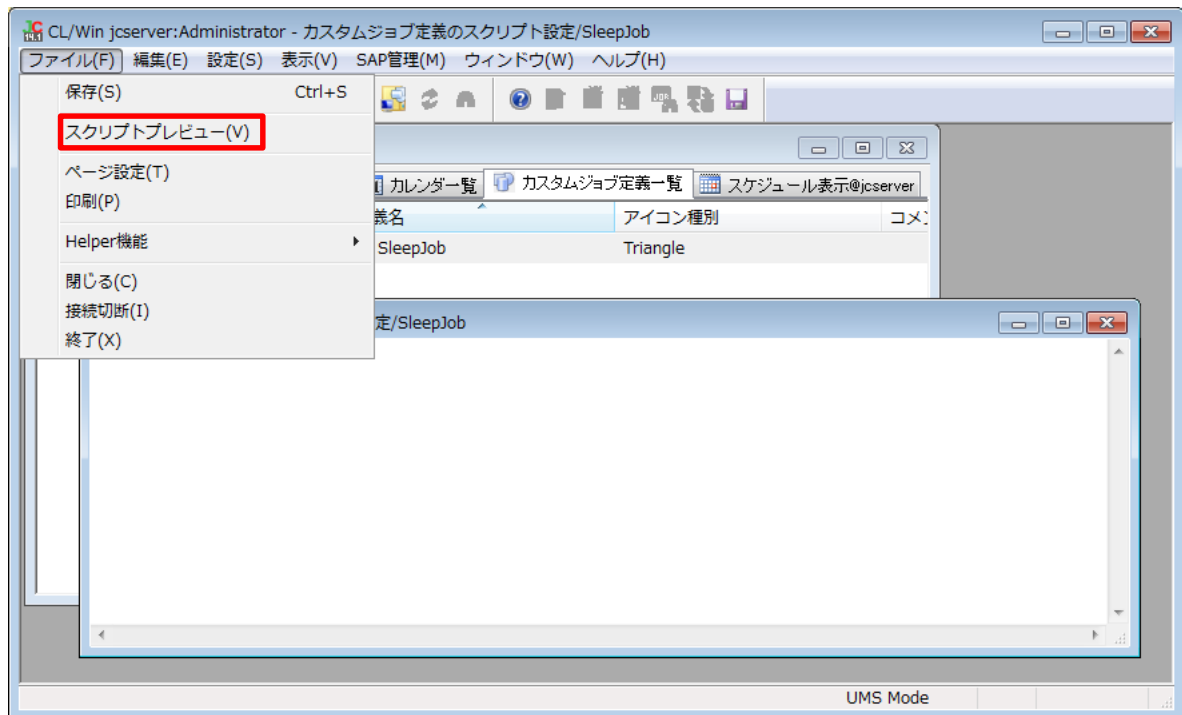 CL/Win jcserver:Administrator - カスタムジョブ定義のスクリプト設定/SleepJob
ファイル(F) 編集(E) 設定(S) 表示(V) SAP管理(M) ウィンドウ(W) ヘルプ(H)
保存(S) Ctrl+S
スクリプトプレビュー(V)
ページ設定(T)
印刷(P)
Helper機能
閉じる(C)
接続切断(I)
終了(X)
カレンダー一覧 カスタムジョブ定義一覧 スケジュール表示@jcserver
義名 アイコン種別 コメ
SleepJob Triangle
定/SleepJob
UMS Mode